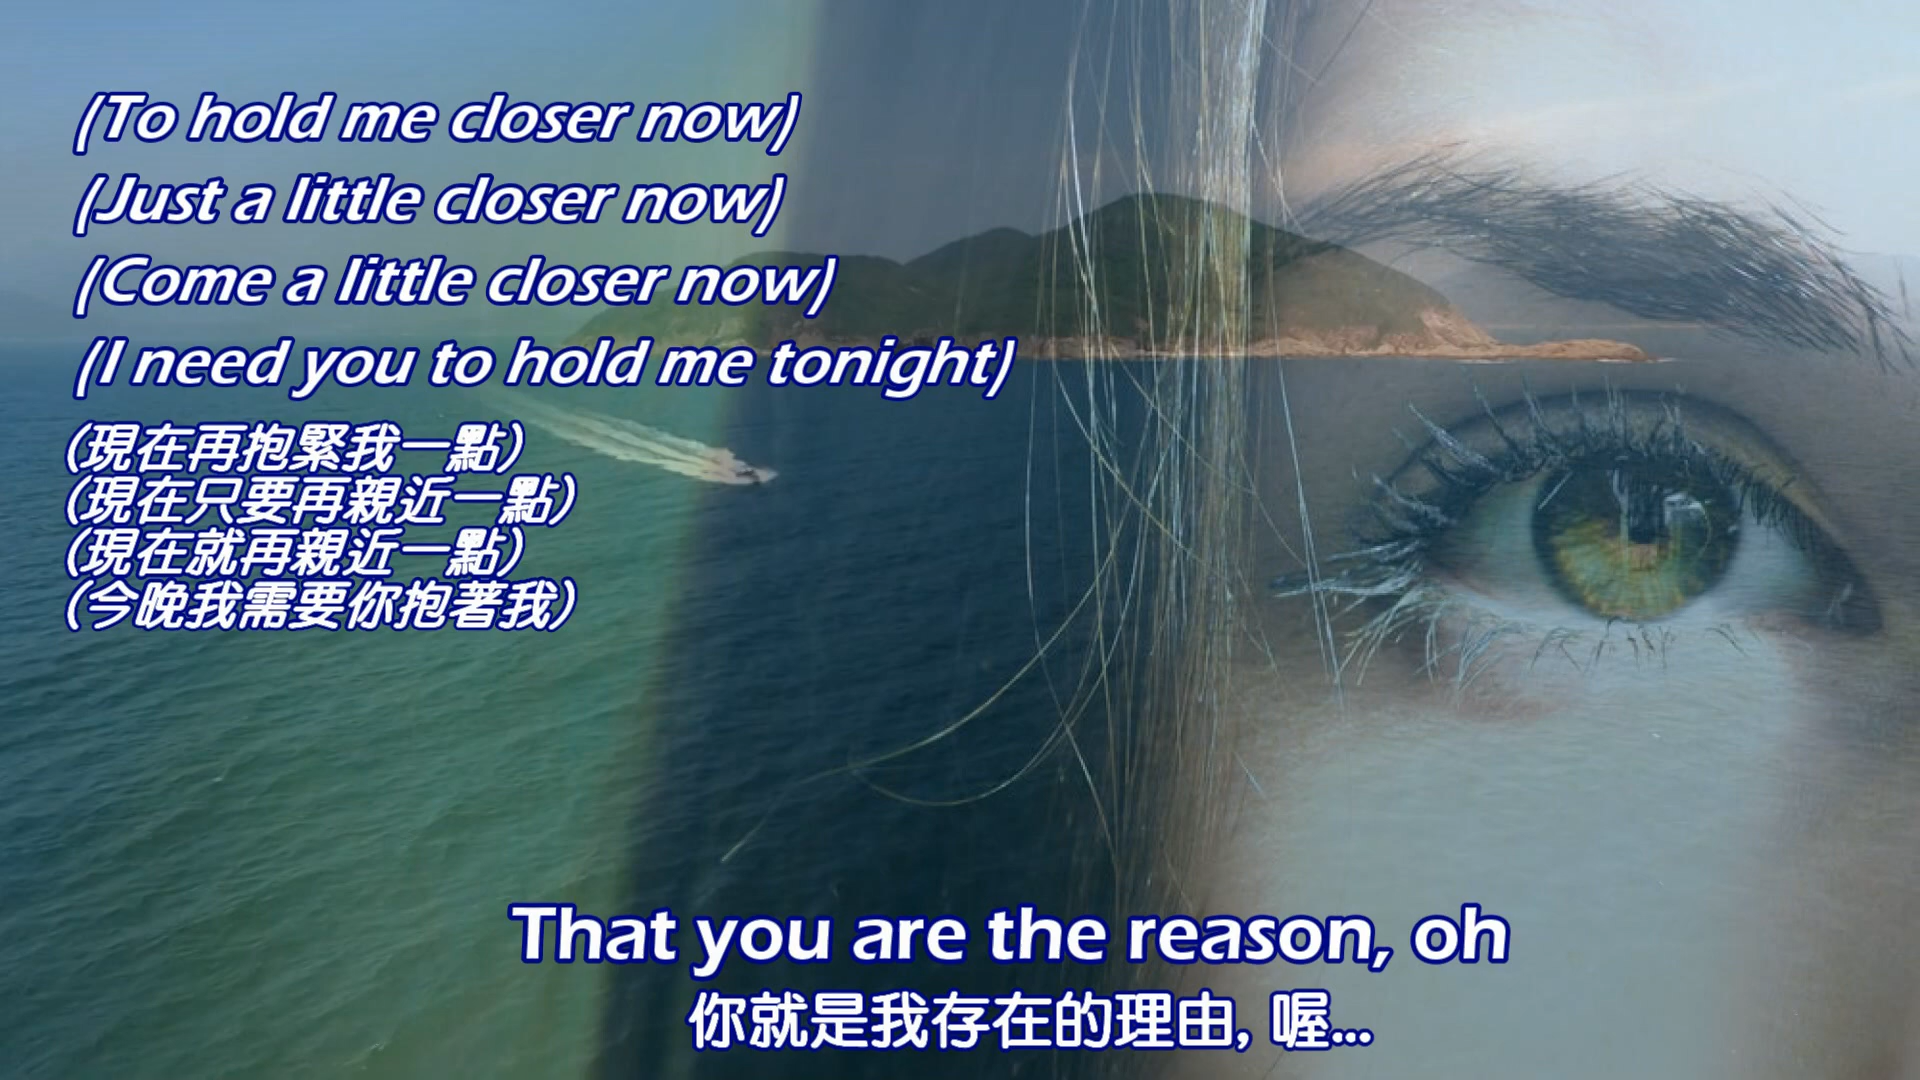 (To hold me closer now)
(Just a little closer now)
(Come a little closer now)
(I need you to hold me tonight)
(現在再抱緊我一點)
(現在只要再親近一點)
(現在就再親近一點)
(今晚我需要你抱著我)
That you are the reason, oh
你就是我存在的理由, 喔...